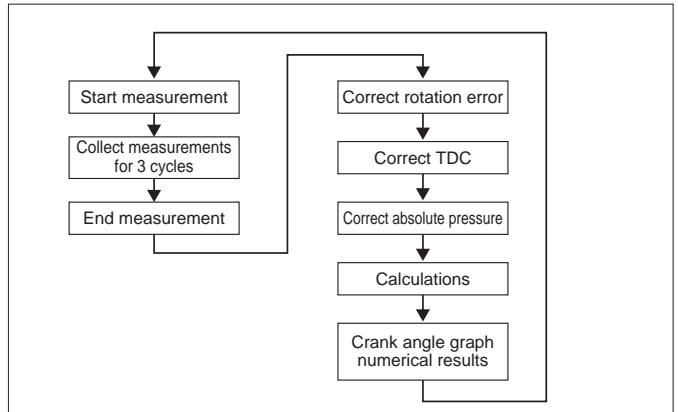 Start measurement
Collect measurements
for 3 cycles
End measurement
Correct rotation error
Correct TDC
Correct absolute pressure
Calculations
Crank angle graph
numerical results